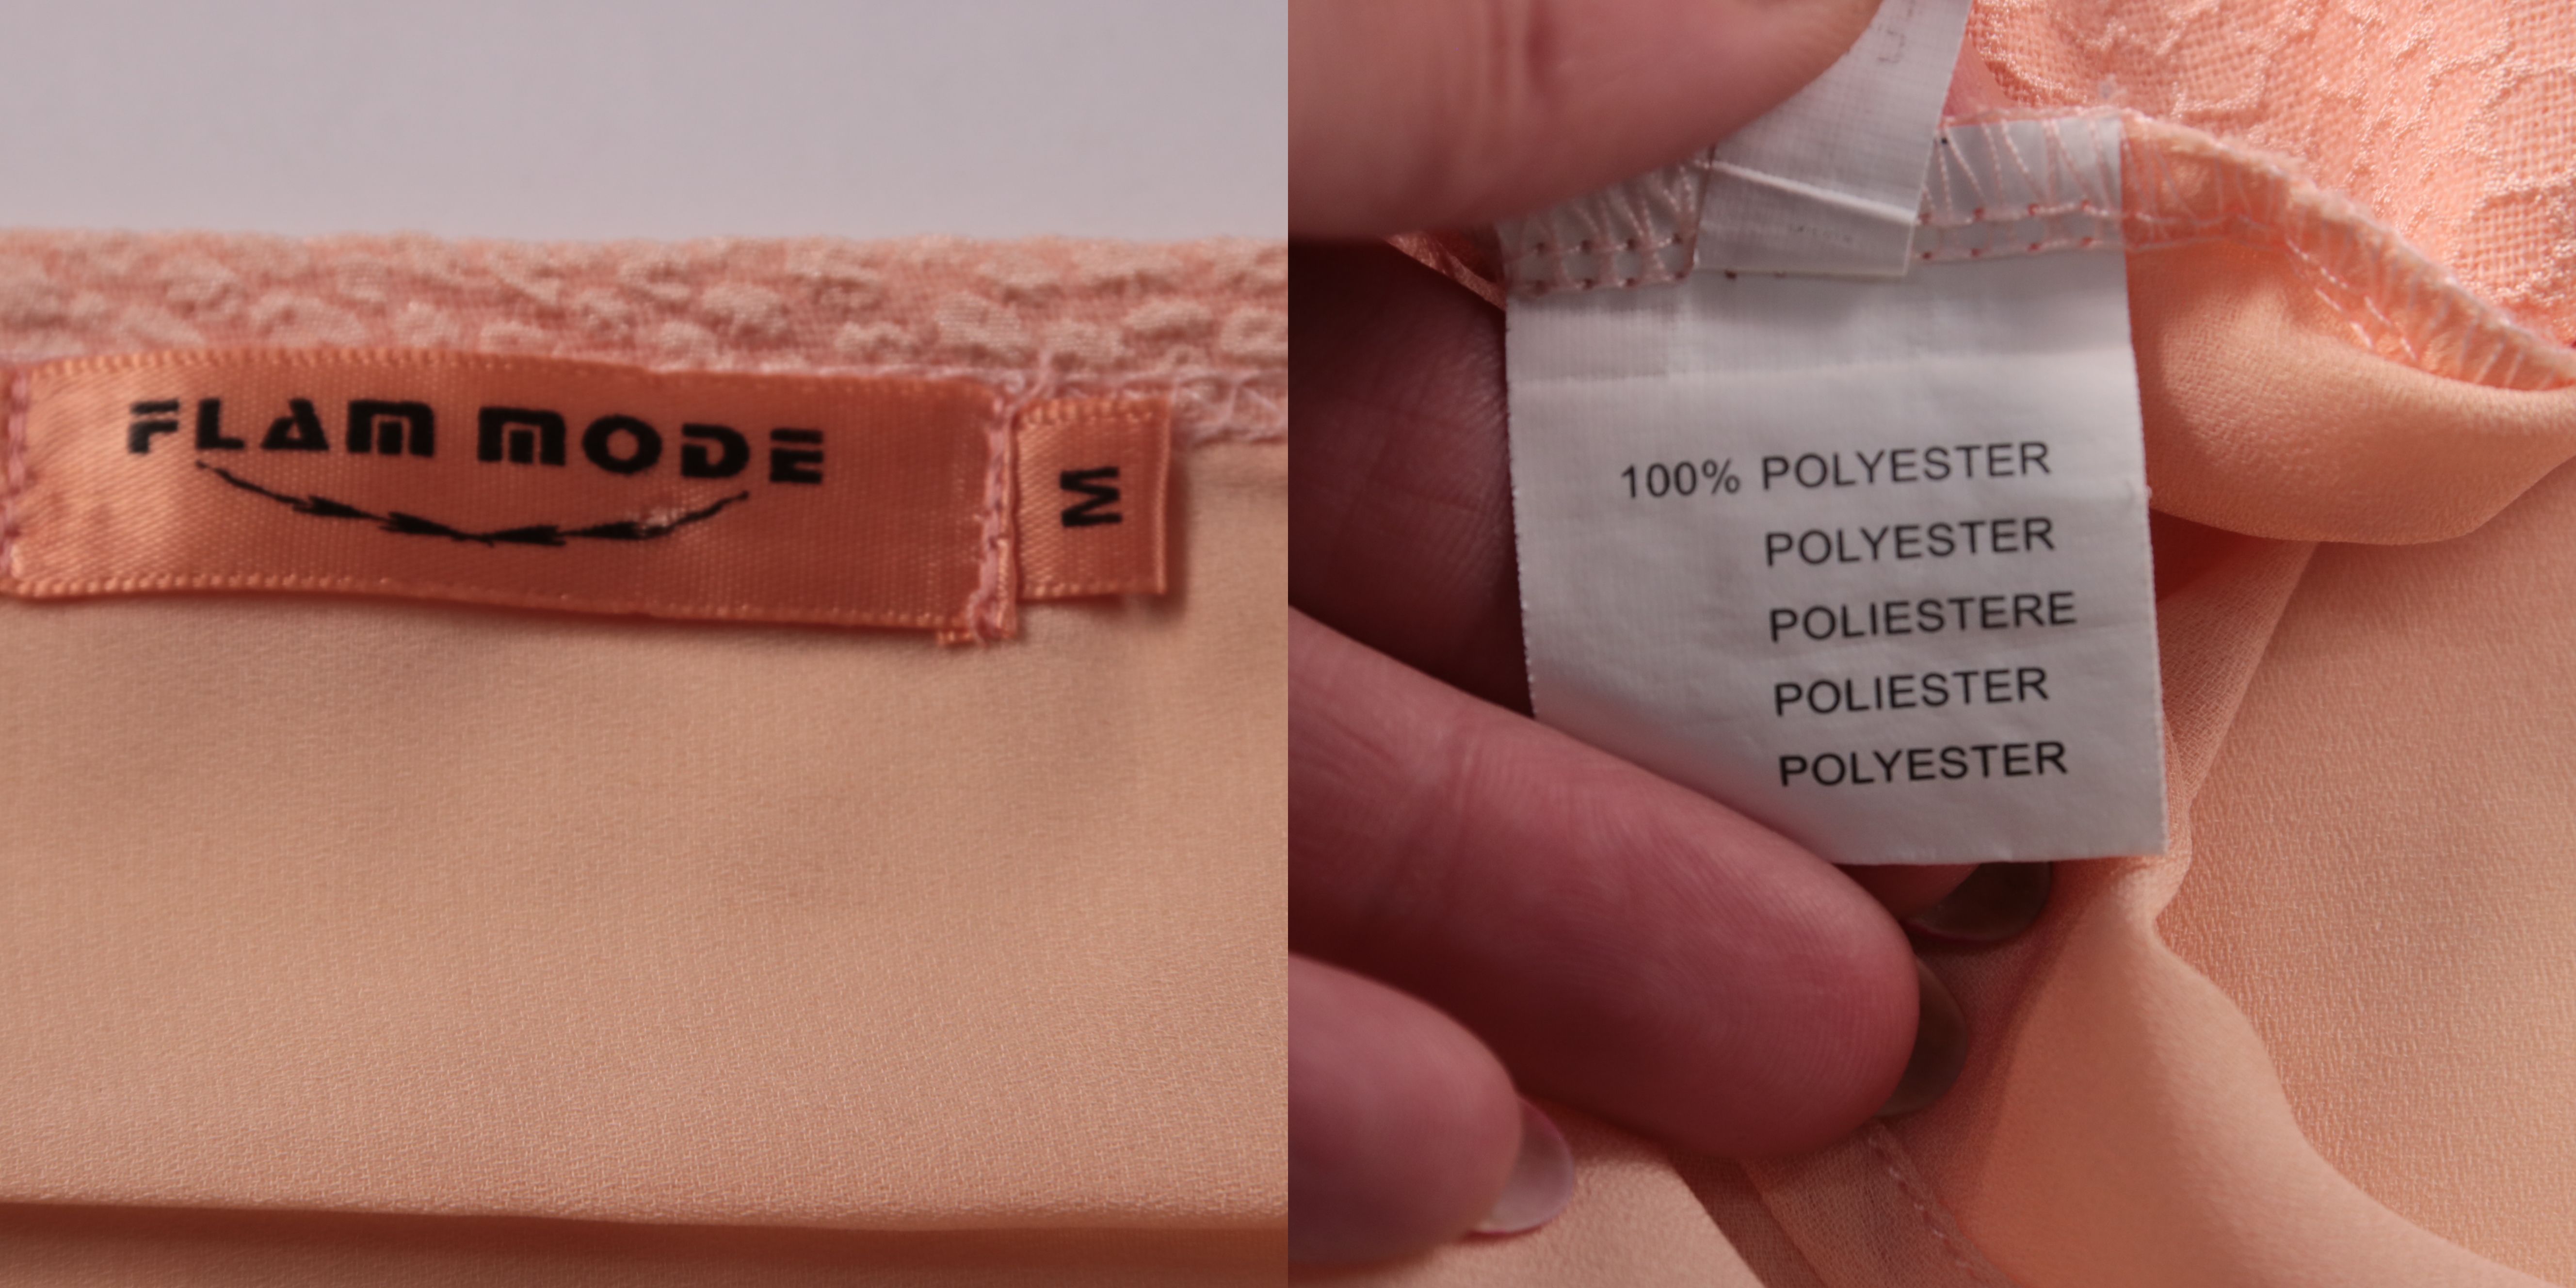 FLAM MODE
M
100% POLYESTER
POLYESTER
POLIESTERE
POLIESTER
POLYESTER